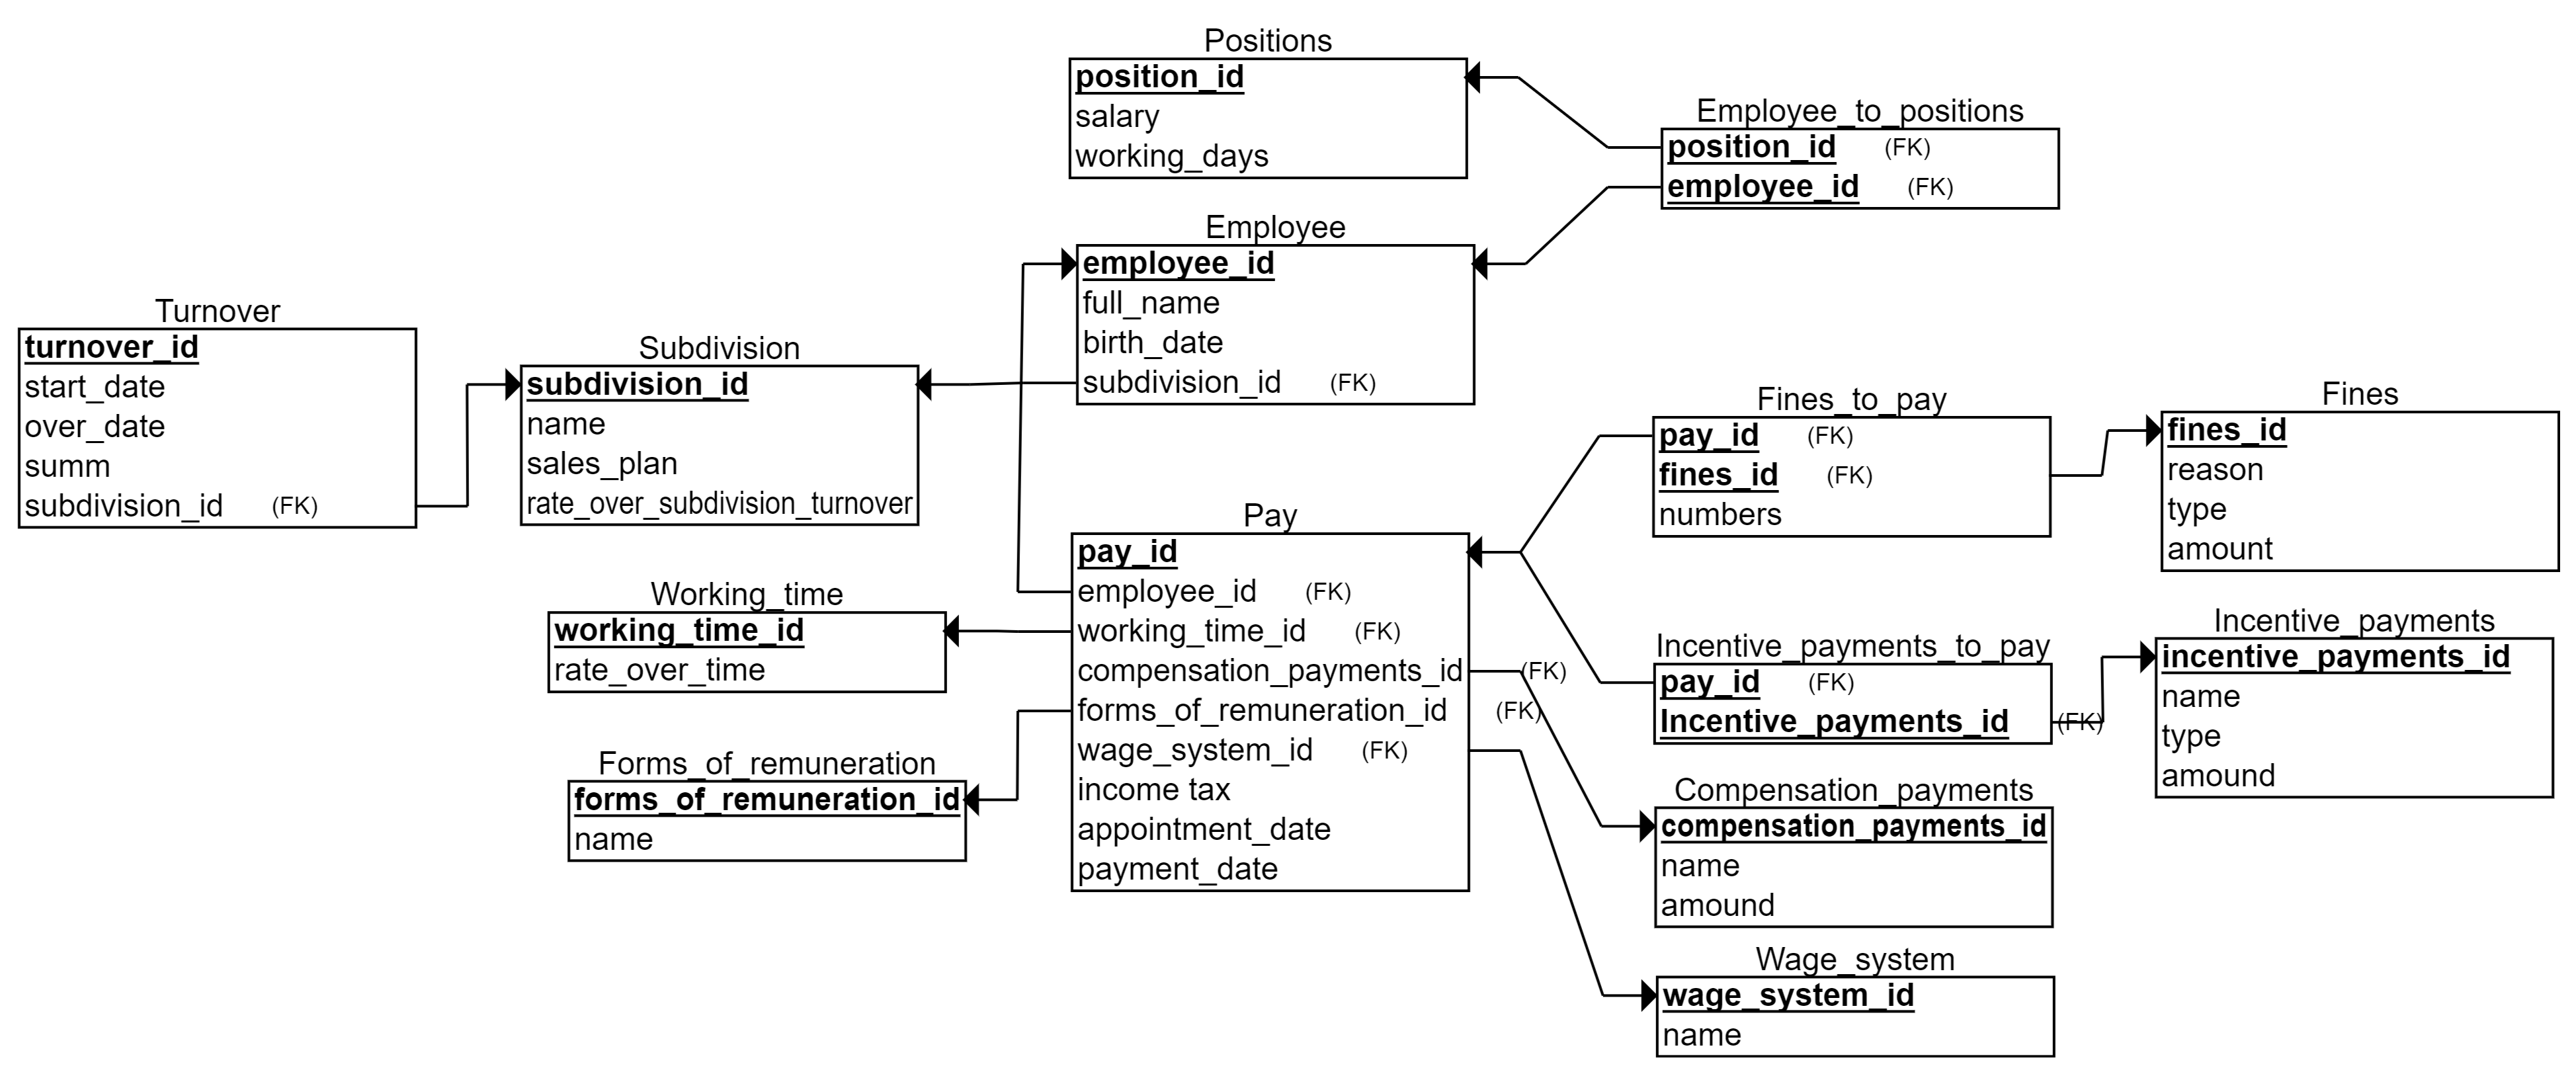 Positions
position_id
salary
working_days
Employee_to_positions
position_id (FK)
employee_id (FK)
Employee
employee_id
full_name
birth_date
subdivision_id (FK)
Turnover
turnover_id
start_date
over_date
summ
subdivision_id (FK)
Subdivision
subdivision_id
name
sales_plan
rate_over_subdivision_turnover
Fines_to_pay
pay_id (FK)
fines_id (FK)
numbers
Fines
fines_id
reason
type
amount
Pay
pay_id
employee_id (FK)
working_time_id (FK)
compensation_payments_id (FK)
forms_of_remuneration_id (FK)
wage_system_id (FK)
income tax
appointment_date
payment_date
Working_time
working_time_id
rate_over_time
Forms_of_remuneration
forms_of_remuneration_id
name
Incentive_payments_to_pay
pay_id (FK)
Incentive_payments_id (FK)
Incentive_payments
incentive_payments_id
name
type
amound
Compensation_payments
compensation_payments_id
name
amound
Wage_system
wage_system_id
name